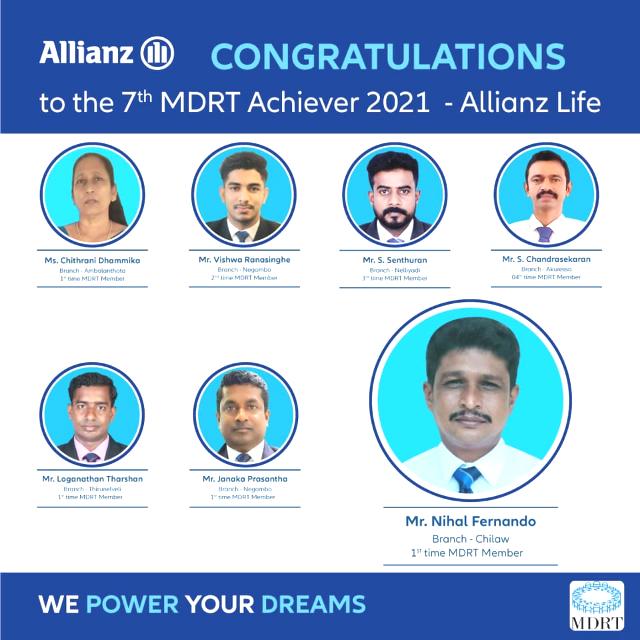 Allianz
CONGRATULATIONS
to the 7th MDRT Achiever 2021 - Allianz Life
Ms. Chithrani Dhammika
Branch - Ambalanthota
1st time MDRT Member
Mr. Vishwa Ranasinghe
Branch - Negombo
2nd time MDRT Member
Mr. S. Senthuran
Branch - Nelliyadi
3rd time MDRT Member
Mr. S. Chandrasekaran
Branch - Akuressa
04th time MDRT Member
Mr. Loganathan Tharshan
Branch - Thirunelveli
1st time MDRT Member
Mr. Janaka Prasantha
Branch - Negombo
1st time MDRT Member
Mr. Nihal Fernando
Branch - Chilaw
1st time MDRT Member
WE POWER YOUR DREAMS
MDRT